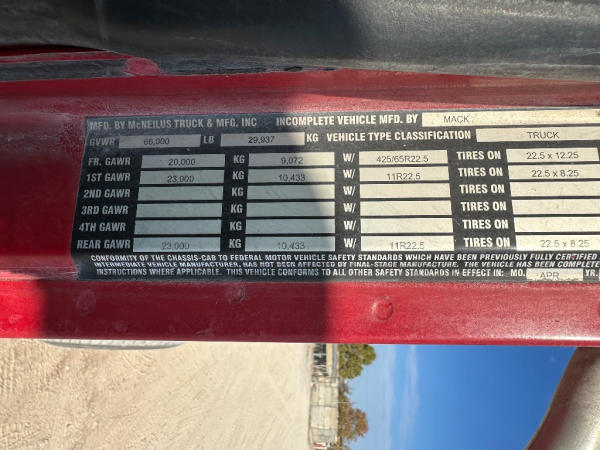 MFD. BY McNEILUS TRUCK & MFG. INC INCOMPLETE VEHICLE MFD. BY MACK
GVWR 66,000 LB 29,937 KG VEHICLE TYPE CLASSIFICATION TRUCK
FR. GAWR 20,000 KG 9,072 W/ 425/65R22.5 TIRES ON 22.5 x 12.25
1ST GAWR 23,000 KG 10,433 W/ 11R22.5 TIRES ON 22.5 x 8.25
2ND GAWR KG W/ TIRES ON
3RD GAWR KG W/ TIRES ON
4TH GAWR KG W/ TIRES ON
REAR GAWR 23,000 KG 10,433 W/ 11R22.5 TIRES ON 22.5 x 8.25
CONFORMITY OF THE CHASSIS-CAB TO FEDERAL MOTOR VEHICLE SAFETY STANDARDS WHICH HAVE BEEN PREVIOUSLY FULLY CERTIFIED
INTERMEDIATE VEHICLE MANUFACTURER, HAS NOT BEEN AFFECTED BY FINAL-STAGE MANUFACTURE. THE VEHICLE HAS BEEN COMPLETE
INSTRUCTIONS WHERE APPLICABLE. THIS VEHICLE CONFORMS TO ALL OTHER SAFETY STANDARDS IN EFFECT IN: MO. APR YR.